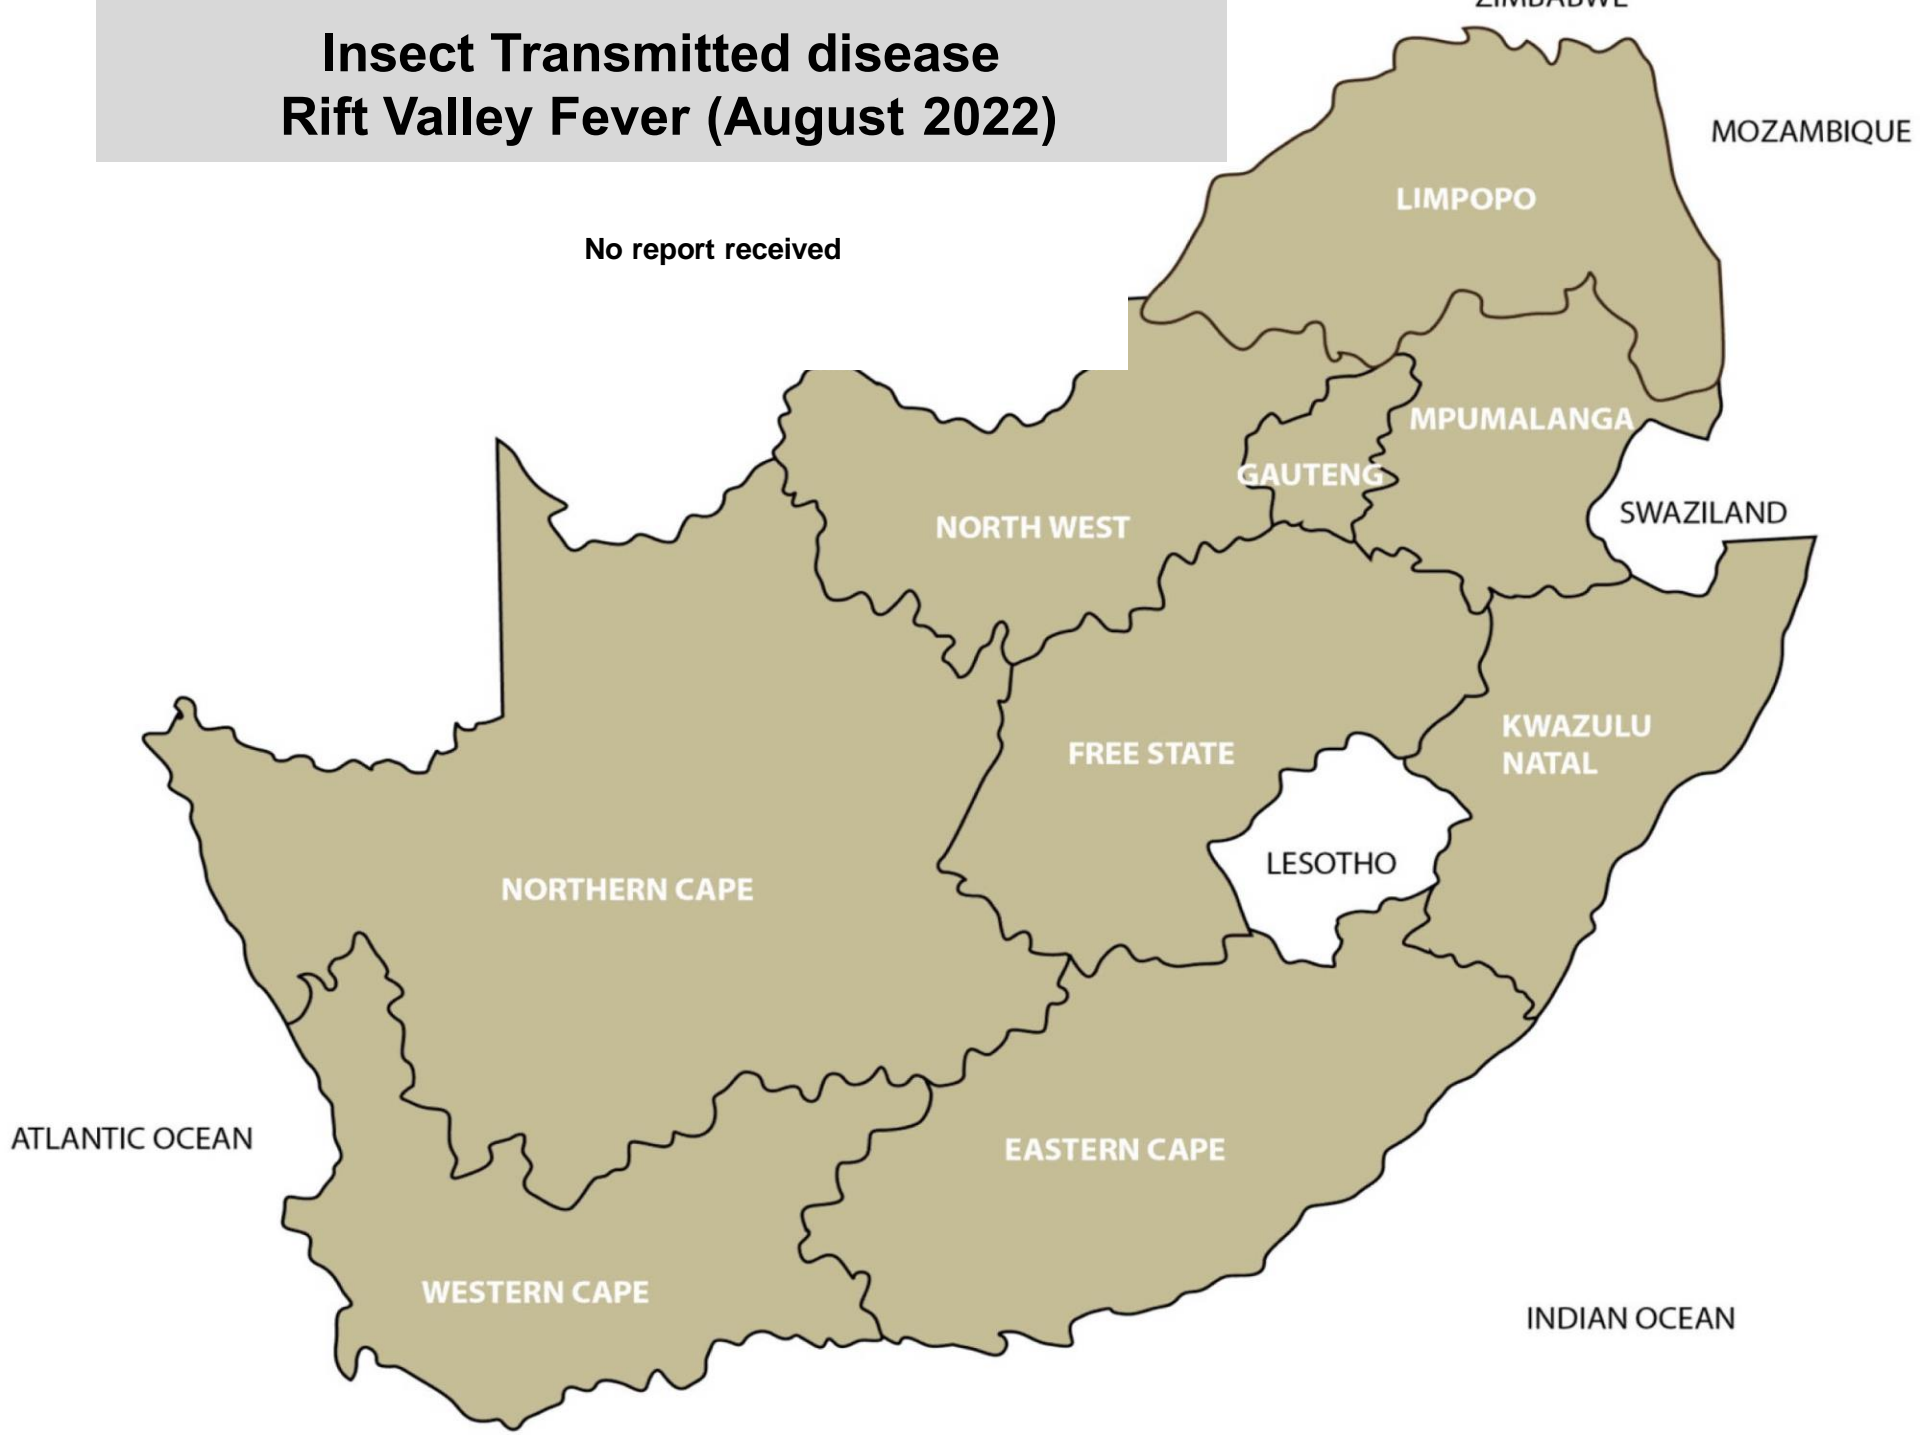 ZIMBABWE
Insect Transmitted disease
Rift Valley Fever (August 2022)
MOZAMBIQUE
LIMPOPO
No report received
MPUMALANGA
GAUTENG
SWAZILAND
NORTH WEST
KWAZULU
NATAL
FREE STATE
LESOTHO
NORTHERN CAPE
ATLANTIC OCEAN
EASTERN CAPE
WESTERN CAPE
INDIAN OCEAN